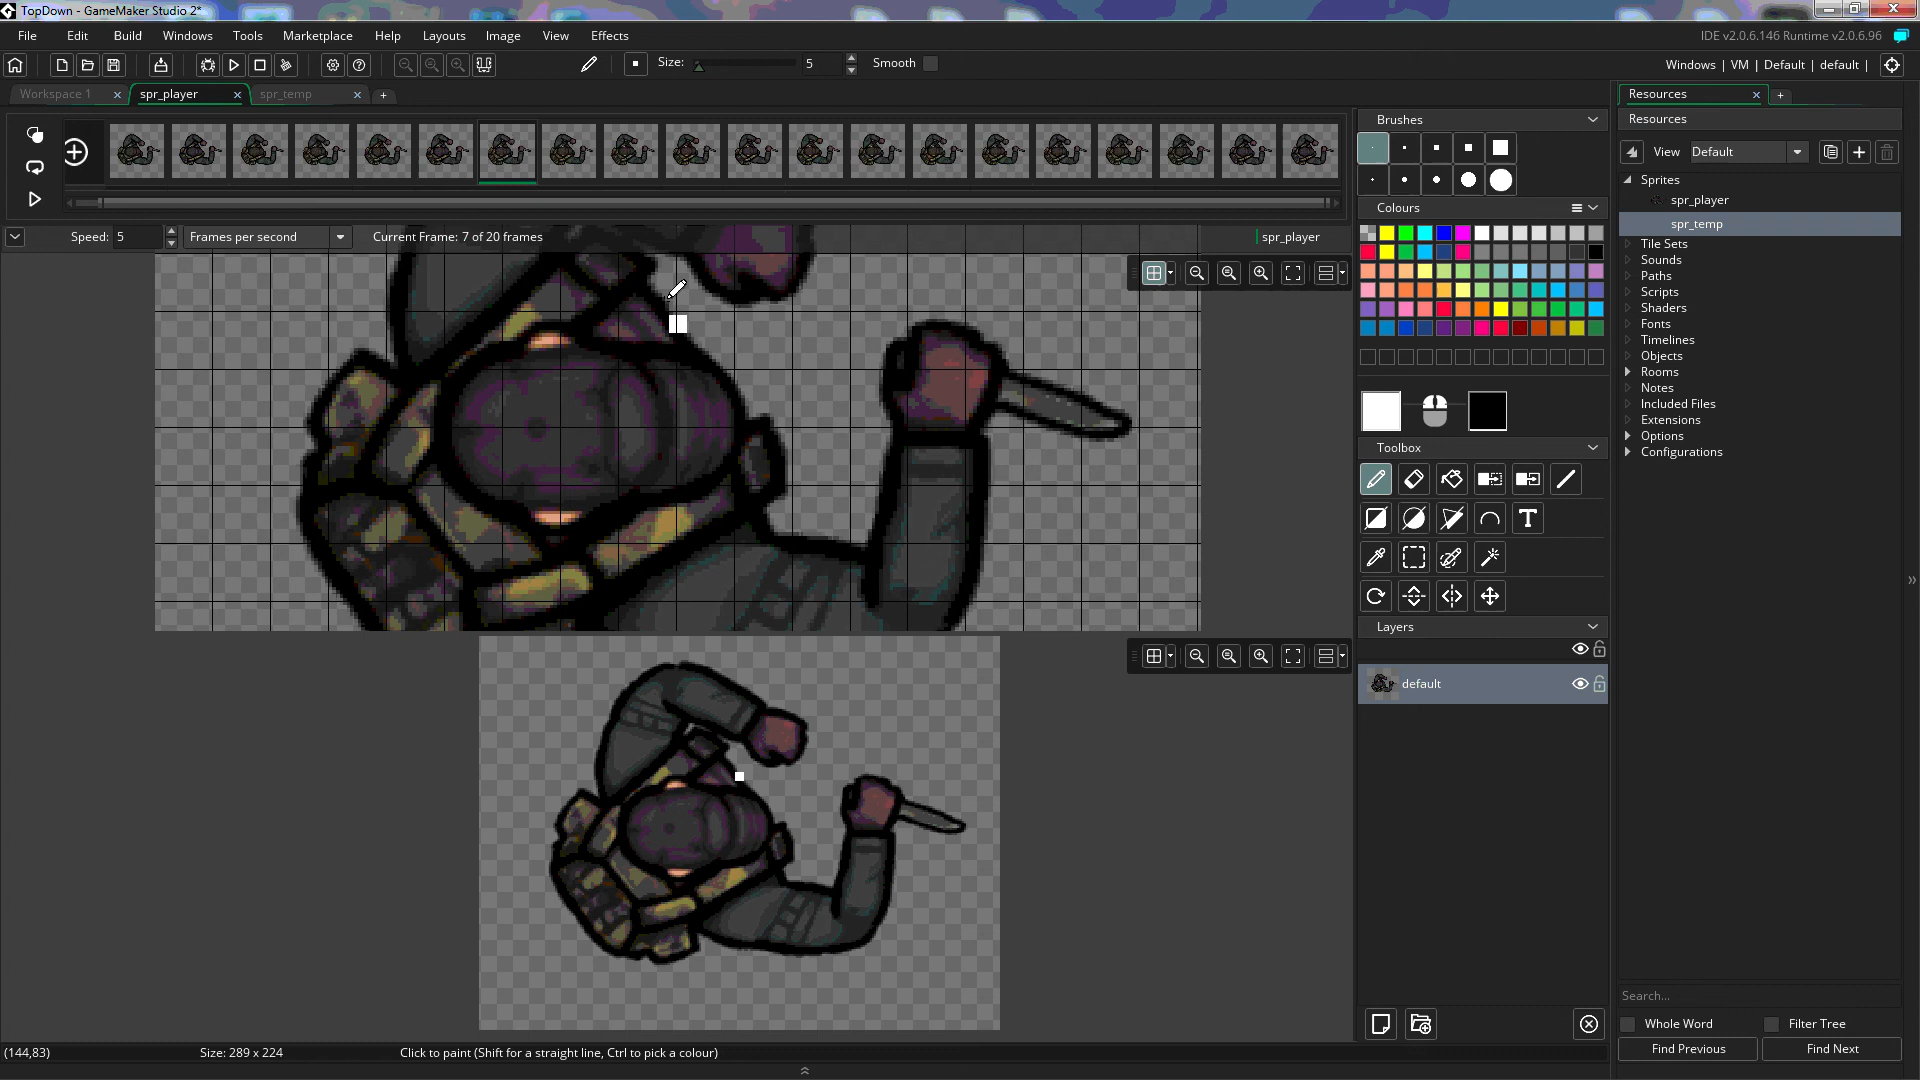 TopDown - GameMaker Studio 2*
File Edit Build Windows Tools Marketplace Help Layouts Image View Effects
IDE v2.0.6.146 Runtime v2.0.6.96
Size: 5 Smooth
Windows | VM | Default | default |
Workspace 1 spr_player spr_temp
Resources
Resources
View Default
Sprites
spr_player
spr_temp
Tile Sets
Sounds
Paths
Scripts
Shaders
Fonts
Timelines
Objects
Rooms
Notes
Included Files
Extensions
Options
Configurations
Search...
Whole Word Filter Tree
Find Previous Find Next
Brushes
Colours
Toolbox
T
Layers
default
Speed: 5 Frames per second Current Frame: 7 of 20 frames spr_player
(144,83) Size: 289 x 224 Click to paint (Shift for a straight line, Ctrl to pick a colour)